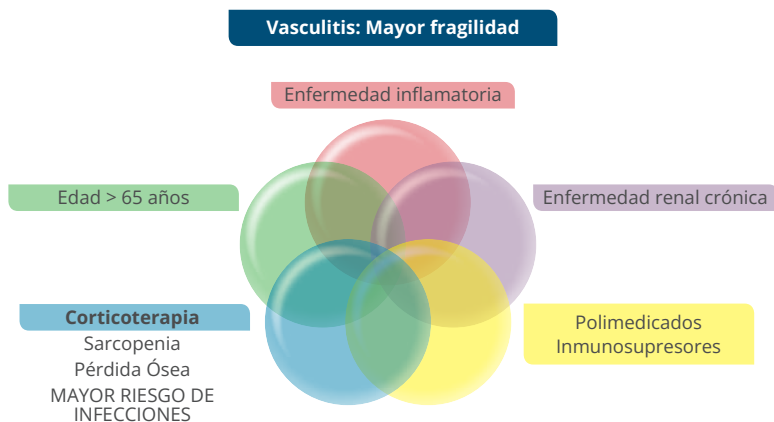 Vasculitis: Mayor fragilidad
Enfermedad inflamatoria
Edad > 65 años
Enfermedad renal crónica
Corticoterapia
Sarcopenia
Pérdida Ósea
MAYOR RIESGO DE
INFECCIONES
Polimedicados
Inmunosupresores